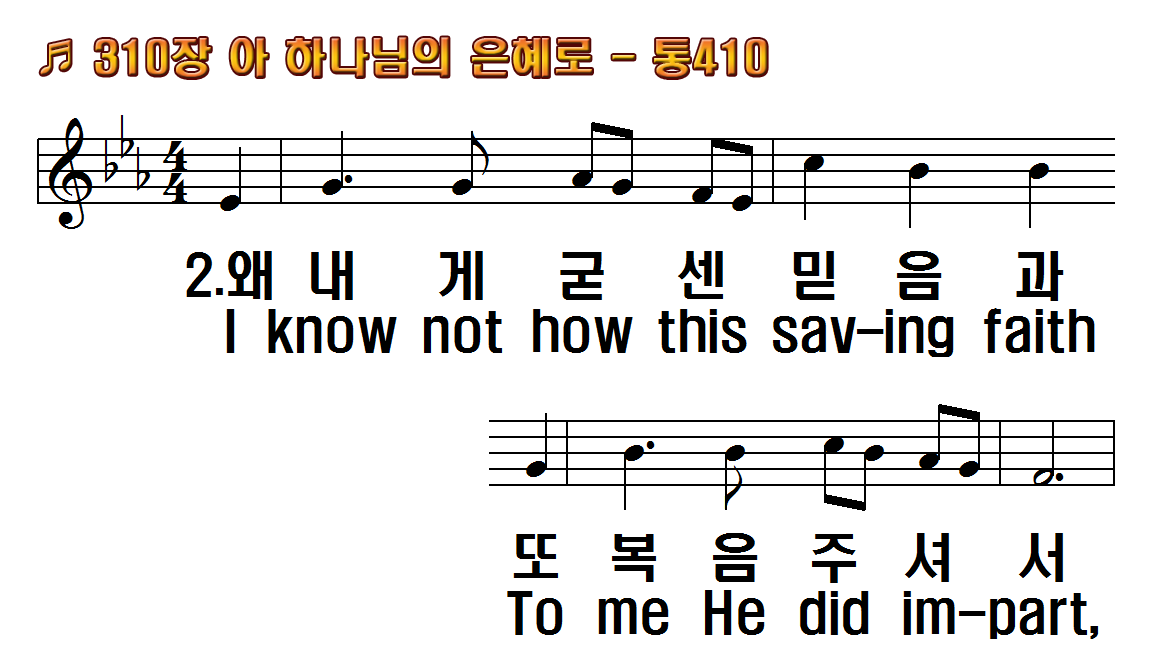 ♬ 310장 아 하나님의 은혜로 - 통410
2.왜 내 게 굳 센 믿 음 과
I know not how this sav-ing faith
또 복 음 주 셔 서
To me He did im-part,